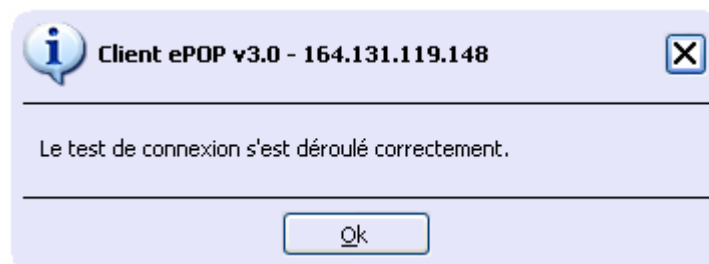 Client ePOP v3.0 - 164.131.119.148
Le test de connexion s'est déroulé correctement.
Ok